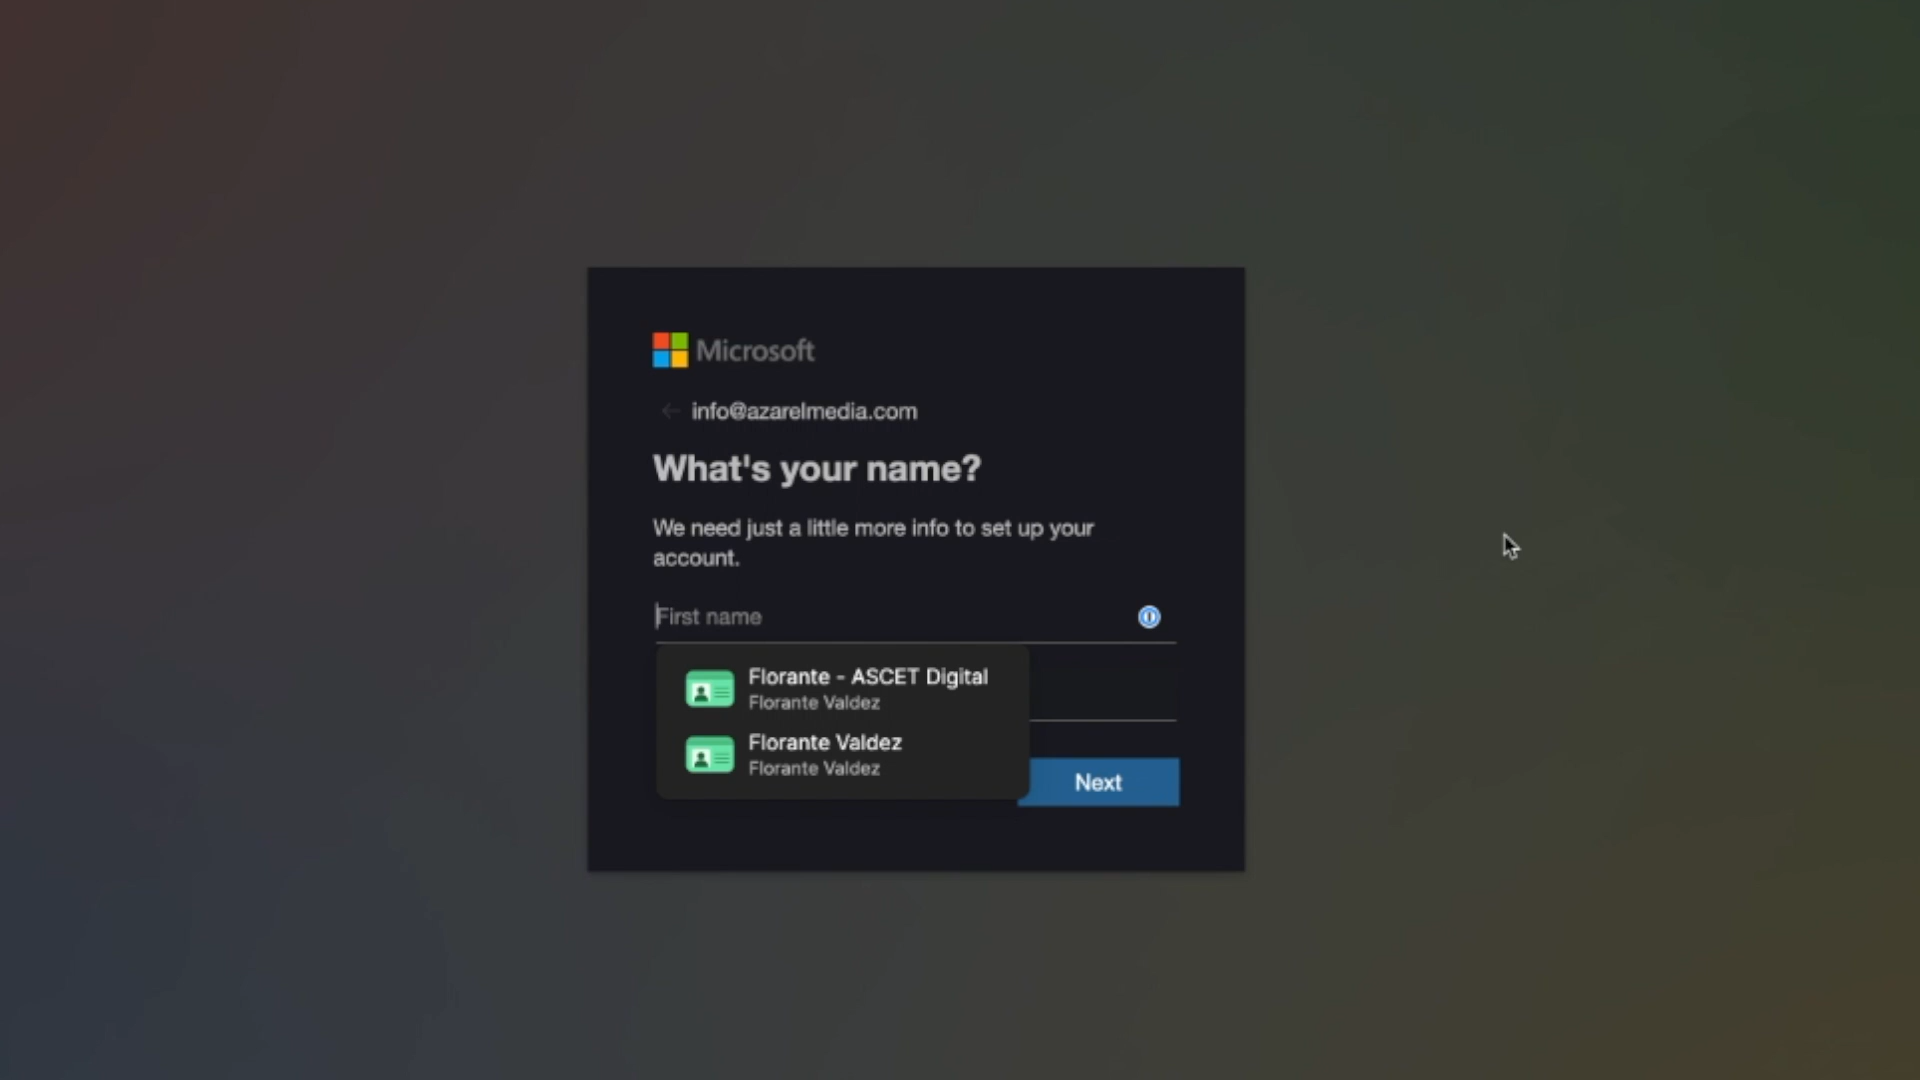 Microsoft
info@azarelmedia.com
What's your name?
We need just a little more info to set up your
account.
First name
Florante - ASCET Digital
Florante Valdez
Florante Valdez
Florante Valdez
Next